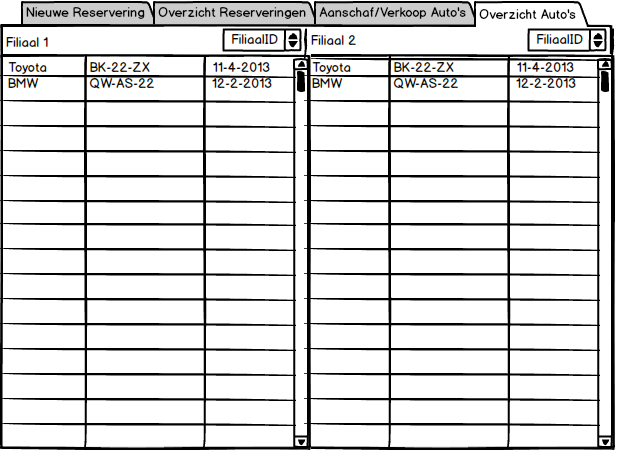 Nieuwe Reservering Overzicht Reserveringen Aanschaf/Verkoop Auto's Overzicht Auto's
Filiaal 1 FiliaalID Filiaal 2 FiliaalID
Toyota BK-22-ZX 11-4-2013 Toyota BK-22-ZX 11-4-2013
BMW QW-AS-22 12-2-2013 BMW QW-AS-22 12-2-2013